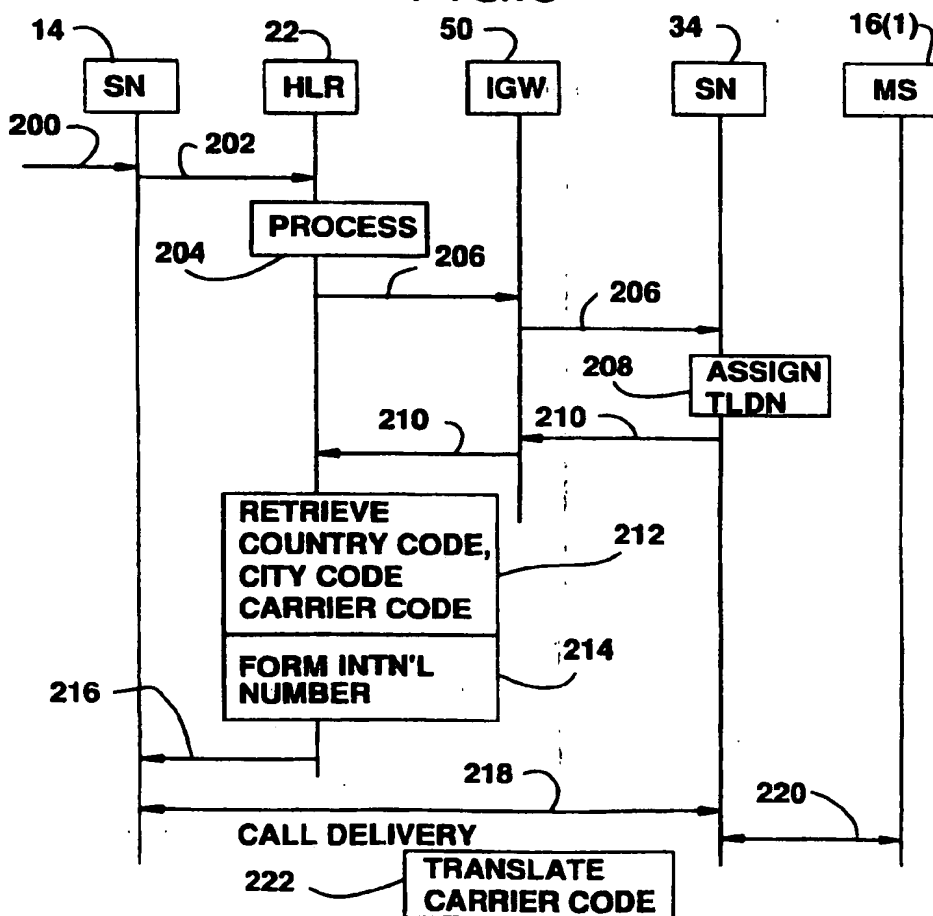 14 22 50 34 16(1)
SN HLR IGW SN MS
200 202
PROCESS
204 206
206
208 ASSIGN
TLDN
210 210
RETRIEVE
COUNTRY CODE,
CITY CODE
CARRIER CODE
212
FORM INTN'L
NUMBER
214
216
218
220
CALL DELIVERY
222 TRANSLATE
CARRIER CODE